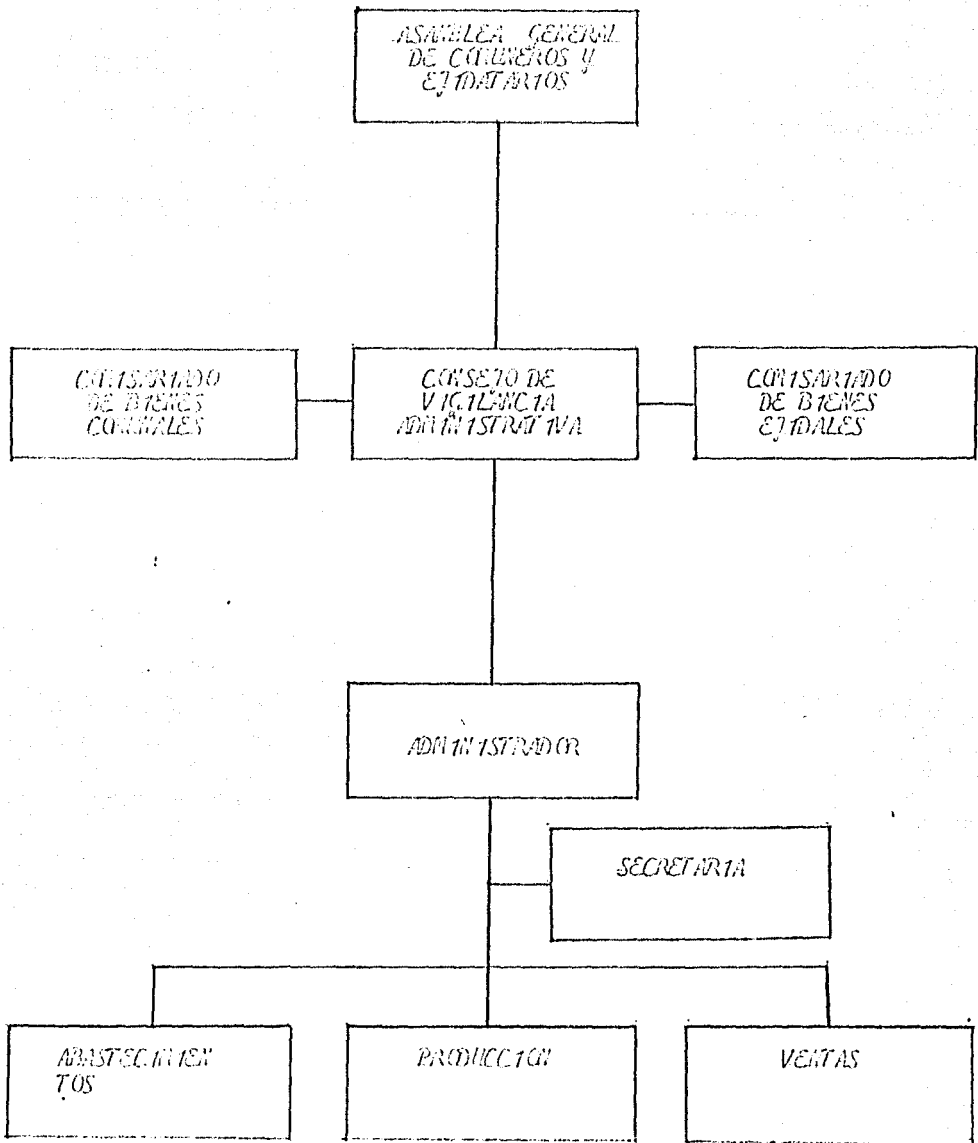 ASAMBLEA GENERAL
DE COMUNEROS Y
EJIDATARIOS
COMISARIADO
DE BIENES
COMUNALES
CONSEJO DE
VIGILANCIA
ADMINISTRATIVA
COMISARIADO
DE BIENES
EJIDALES
ADMINISTRADOR
SECRETARIA
ABASTECIMIEN
TOS
PRODUCCION
VENTAS